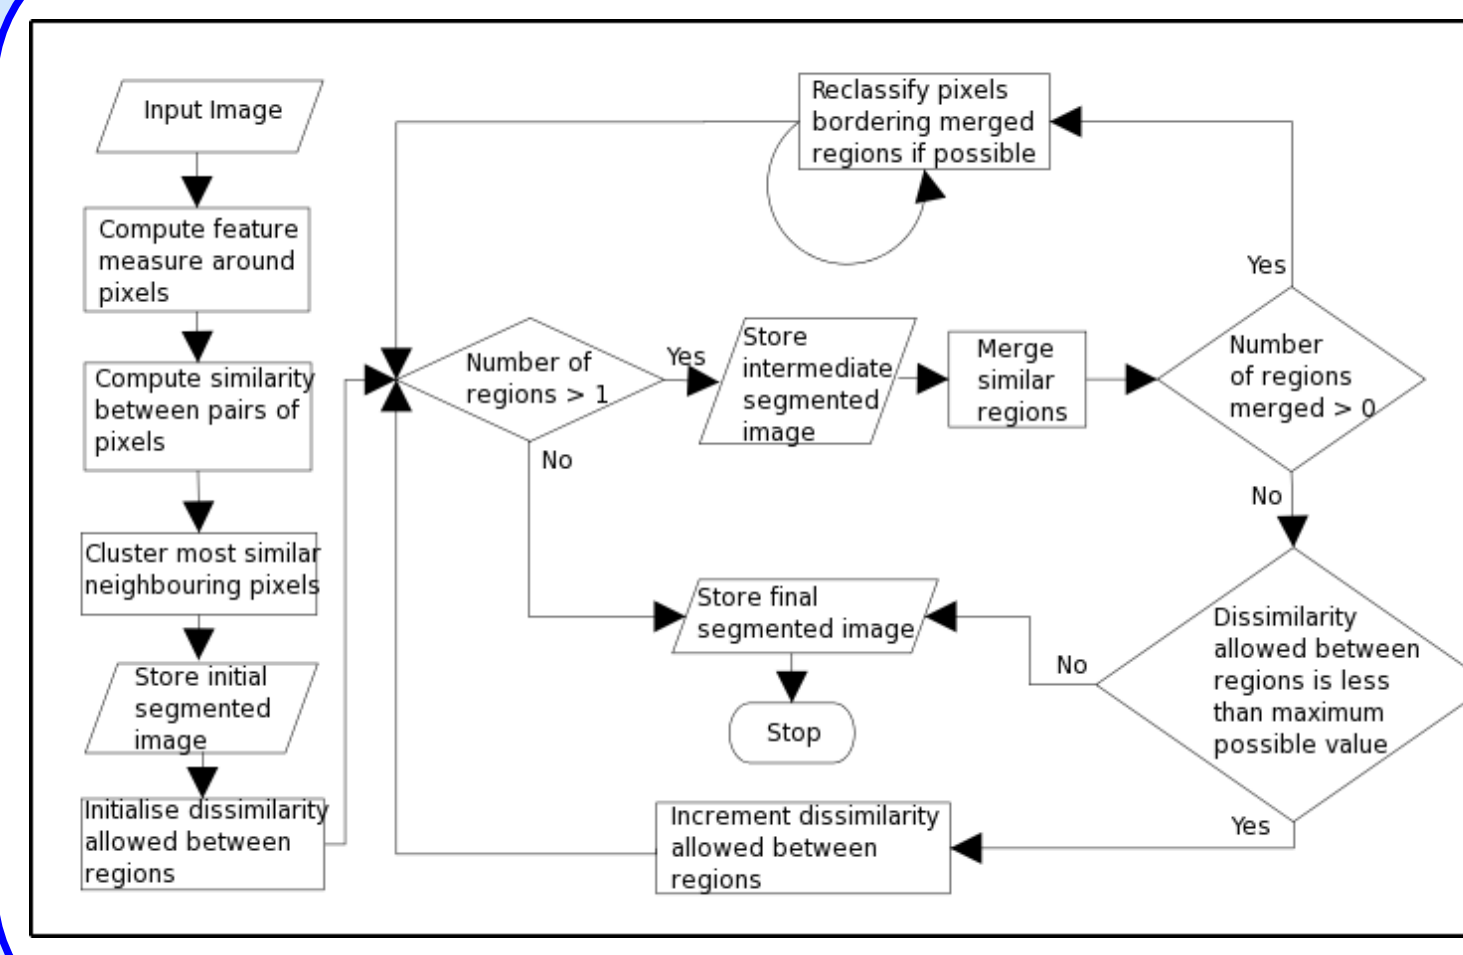 Input Image
Compute feature
measure around
pixels
Compute similarity
between pairs of
pixels
Cluster most similar
neighbouring pixels
Store initial
segmented
image
Initialise dissimilarity
allowed between
regions
Reclassify pixels
bordering merged
regions if possible
Number of
regions > 1
Yes
No
Store
intermediate
segmented
image
Merge
similar
regions
Number
of regions
merged > 0
Yes
No
Dissimilarity
allowed between
regions is less
than maximum
possible value
No
Yes
Store final
segmented image
Stop
Increment dissimilarity
allowed between
regions